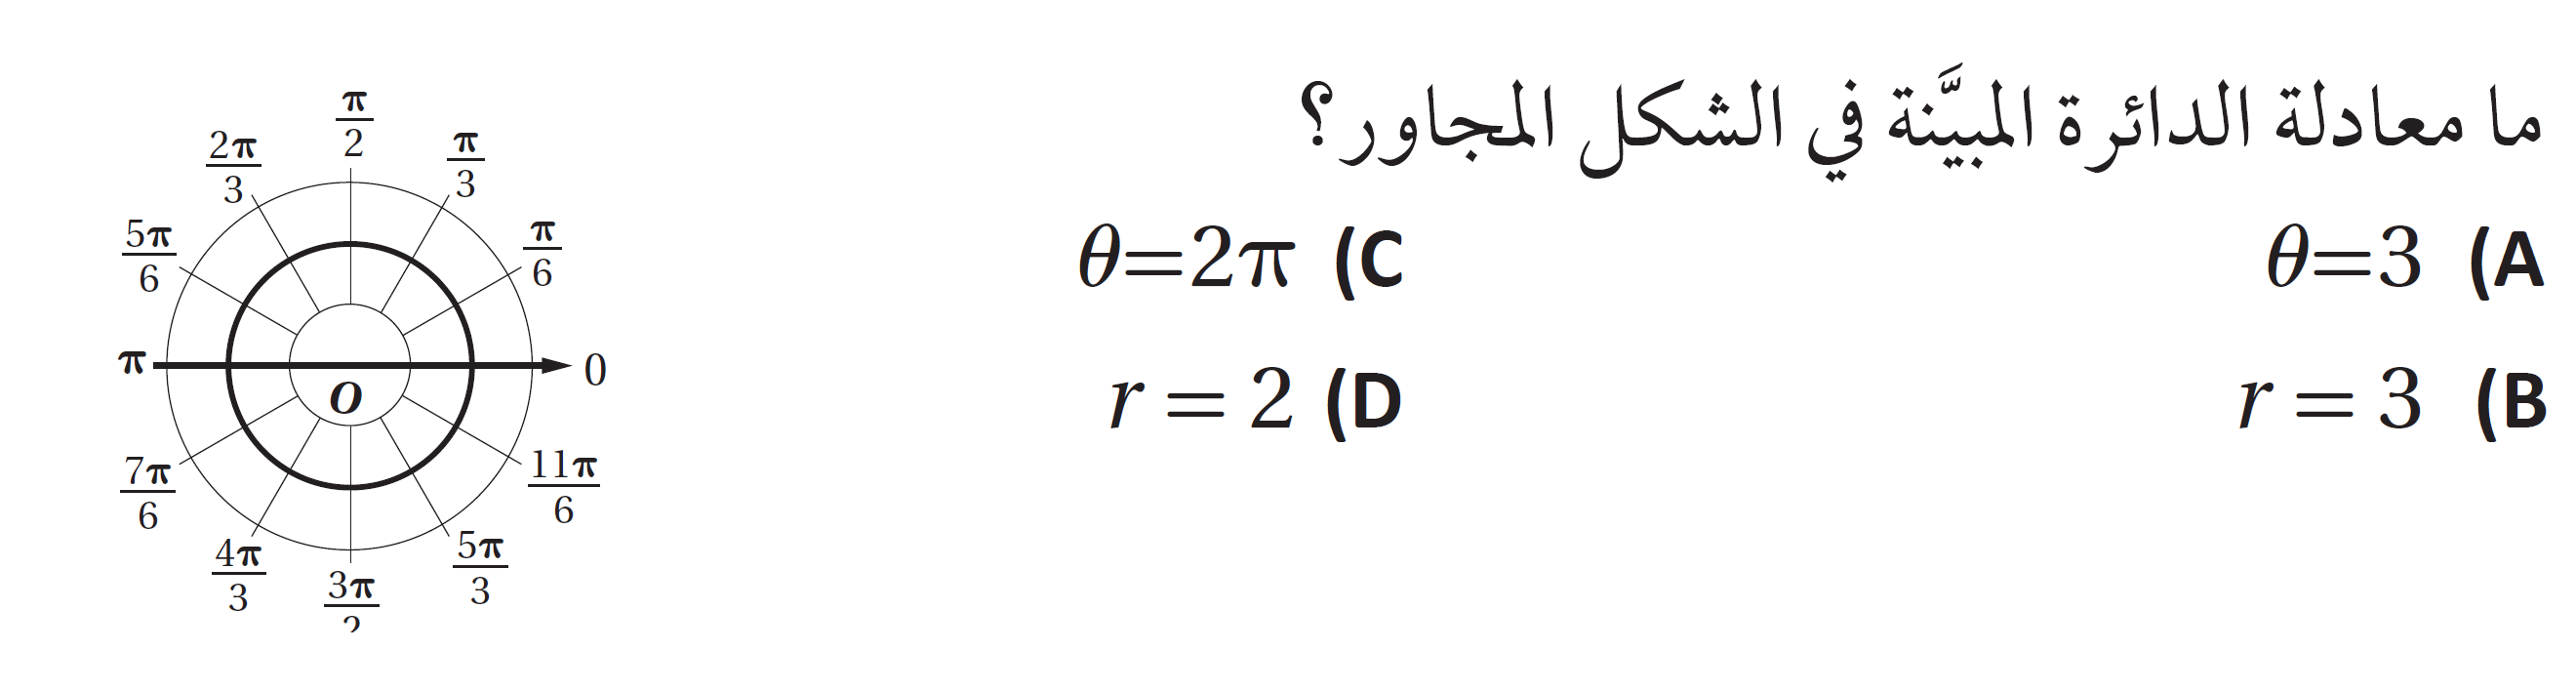 ما معادلة الدائرة المبيَّنة في الشكل المجاور؟
A) θ=3
C) θ=2π
B) r = 3
D) r = 2
π/2
2π/3
π/3
5π/6
π/6
π
0
O
7π/6
11π/6
4π/3
5π/3
3π/2